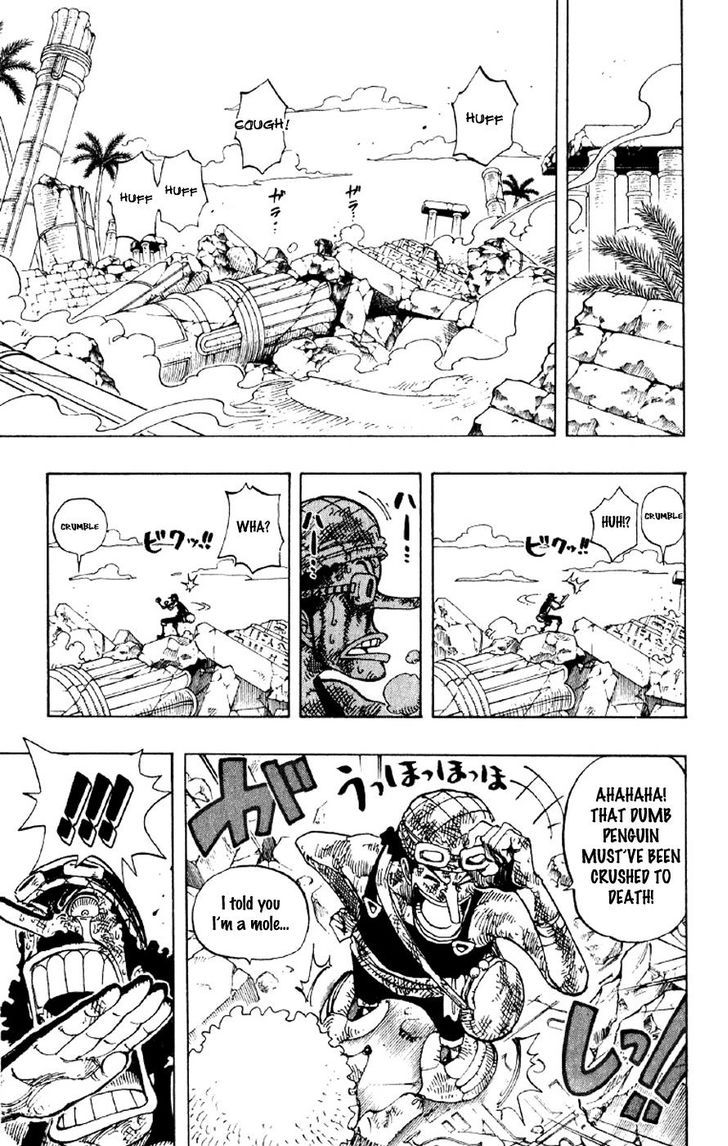 HUFF
COUGH!
HUFF
HUFF
ガラ
ガラ
CRUMBLE
HUH!?
ビクッ!!
ハー…
ハー…
WHA?
CRUMBLE
ビクッ!!
AHAHAHA!
THAT DUMB
PENGUIN
MUST'VE BEEN
CRUSHED TO
DEATH!
うっほっほっほ
I told you
I'm a mole...
ガ
しっ!!
!!!